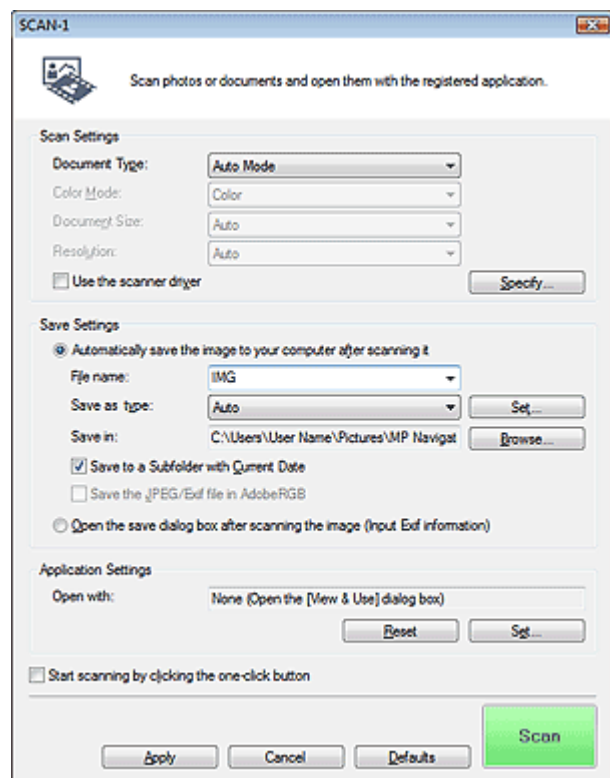 SCAN-1
Scan photos or documents and open them with the registered application.
Scan Settings
Document Type: Auto Mode
Color Mode: Color
Document Size: Auto
Resolution: Auto
Use the scanner driver Specify...
Save Settings
Automatically save the image to your computer after scanning it
File name: IMG
Save as type: Auto Set...
Save in: C:\Users\User Name\Pictures\MP Navigat Browse...
Save to a Subfolder with Current Date
Save the JPEG/Exif file in AdobeRGB
Open the save dialog box after scanning the image (Input Exif information)
Application Settings
Open with: None (Open the [View & Use] dialog box)
Reset Set...
Start scanning by clicking the one-click button
Apply Cancel Defaults Scan